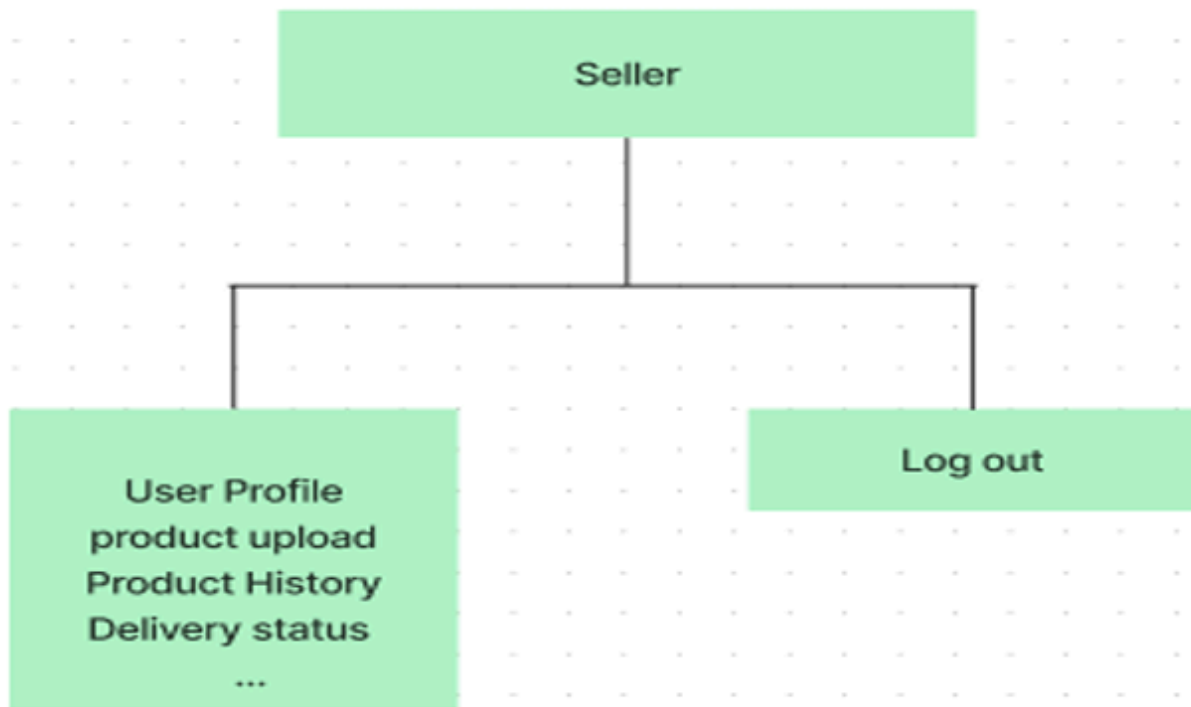 Seller
User Profile
product upload
Product History
Delivery status
...
Log out